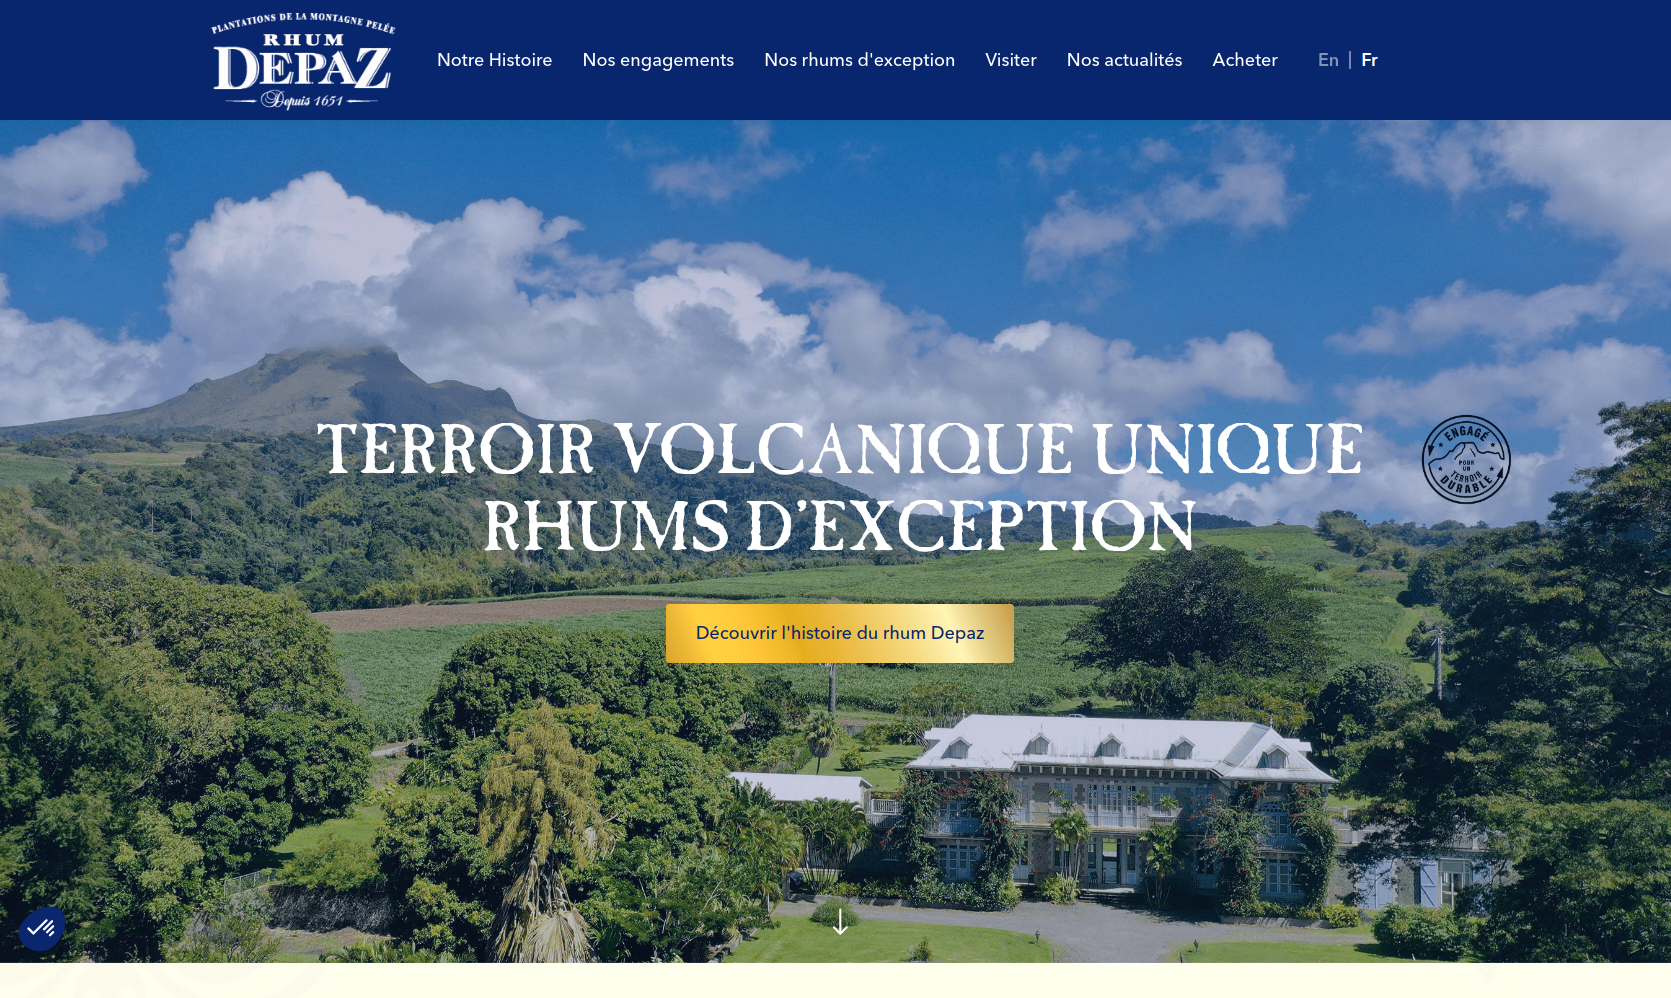 PLANTATIONS DE LA MONTAGNE PELÉE
RHUM
DEPAZ
Depuis 1651
Notre Histoire
Nos engagements
Nos rhums d'exception
Visiter
Nos actualités
Acheter
En | Fr
TERROIR VOLCANIQUE UNIQUE
RHUMS D’EXCEPTION
ENGAGÉ
POUR
UN
TERROIR
DURABLE
Découvrir l'histoire du rhum Depaz